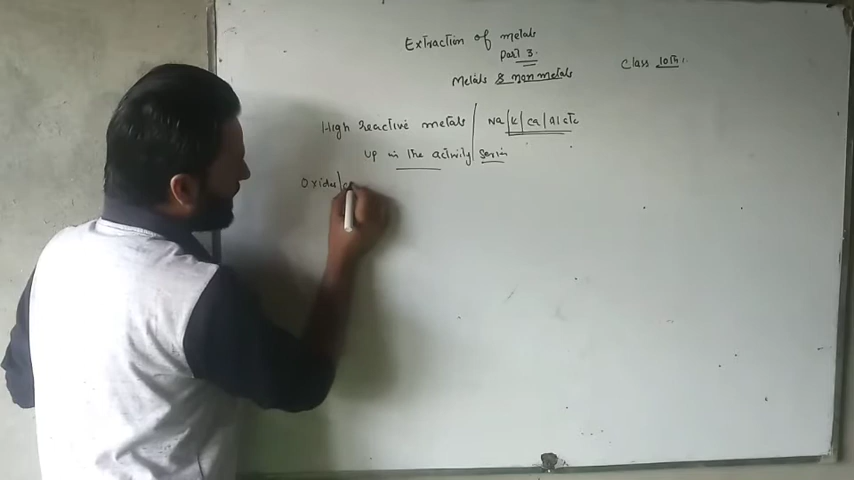 Extraction of metals
Part 3.
Metals & non metals
Class 10th.
High reactive metals | Na | K | Ca | Al etc
up in the activity series
Oxides |